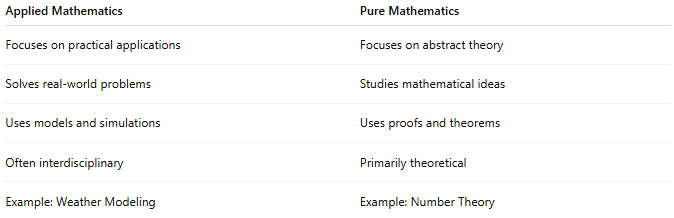 Applied Mathematics Pure Mathematics
Focuses on practical applications Focuses on abstract theory
Solves real-world problems Studies mathematical ideas
Uses models and simulations Uses proofs and theorems
Often interdisciplinary Primarily theoretical
Example: Weather Modeling Example: Number Theory